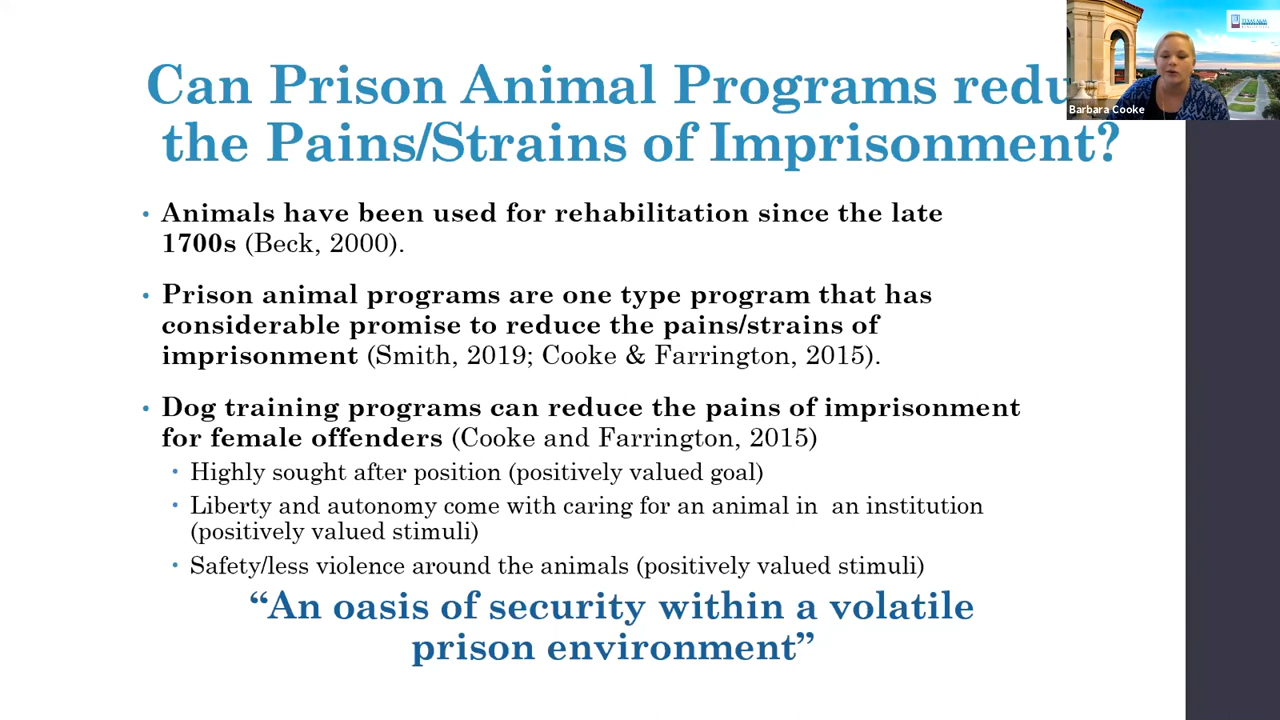 Can Prison Animal Programs redu
the Pains/Strains of Imprisonment?
Barbara Cooke
• Animals have been used for rehabilitation since the late
1700s (Beck, 2000).
• Prison animal programs are one type program that has
considerable promise to reduce the pains/strains of
imprisonment (Smith, 2019; Cooke & Farrington, 2015).
• Dog training programs can reduce the pains of imprisonment
for female offenders (Cooke and Farrington, 2015)
• Highly sought after position (positively valued goal)
• Liberty and autonomy come with caring for an animal in  an institution
(positively valued stimuli)
• Safety/less violence around the animals (positively valued stimuli)
“An oasis of security within a volatile
prison environment”